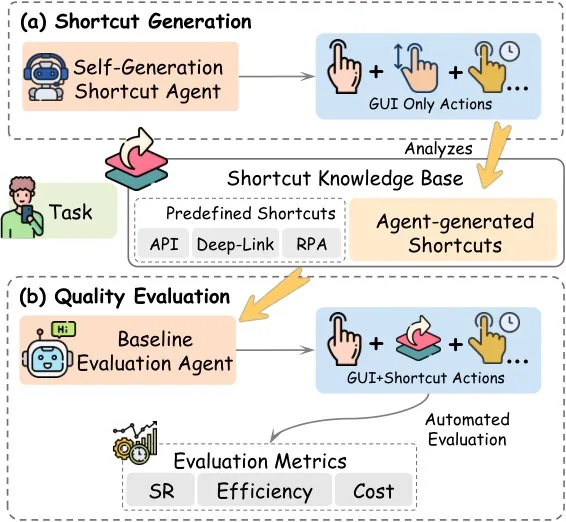 (a) Shortcut Generation
Self-Generation
Shortcut Agent
+
+
...
GUI Only Actions
Analyzes
Task
Shortcut Knowledge Base
Predefined Shortcuts
API
Deep-Link
RPA
Agent-generated
Shortcuts
(b) Quality Evaluation
Hi
Baseline
Evaluation Agent
+
+
...
GUI+Shortcut Actions
Automated
Evaluation
Evaluation Metrics
SR
Efficiency
Cost